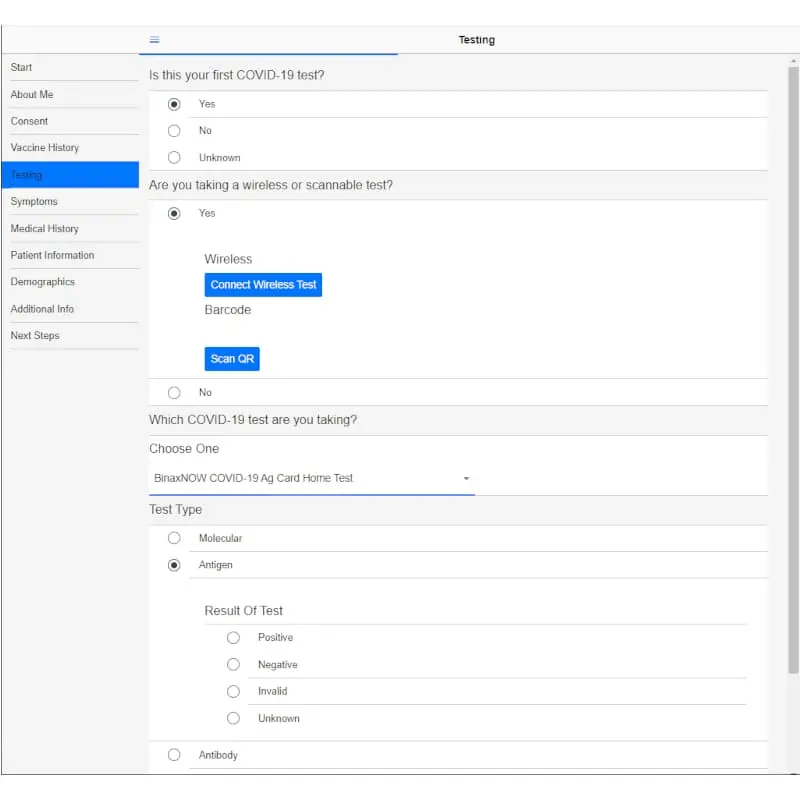 Testing
Start
About Me
Consent
Vaccine History
Testing
Symptoms
Medical History
Patient Information
Demographics
Additional Info
Next Steps
Is this your first COVID-19 test?
Yes
No
Unknown
Are you taking a wireless or scannable test?
Yes
Wireless
Connect Wireless Test
Barcode
Scan QR
No
Which COVID-19 test are you taking?
Choose One
BinaxNOW COVID-19 Ag Card Home Test
Test Type
Molecular
Antigen
Result Of Test
Positive
Negative
Invalid
Unknown
Antibody